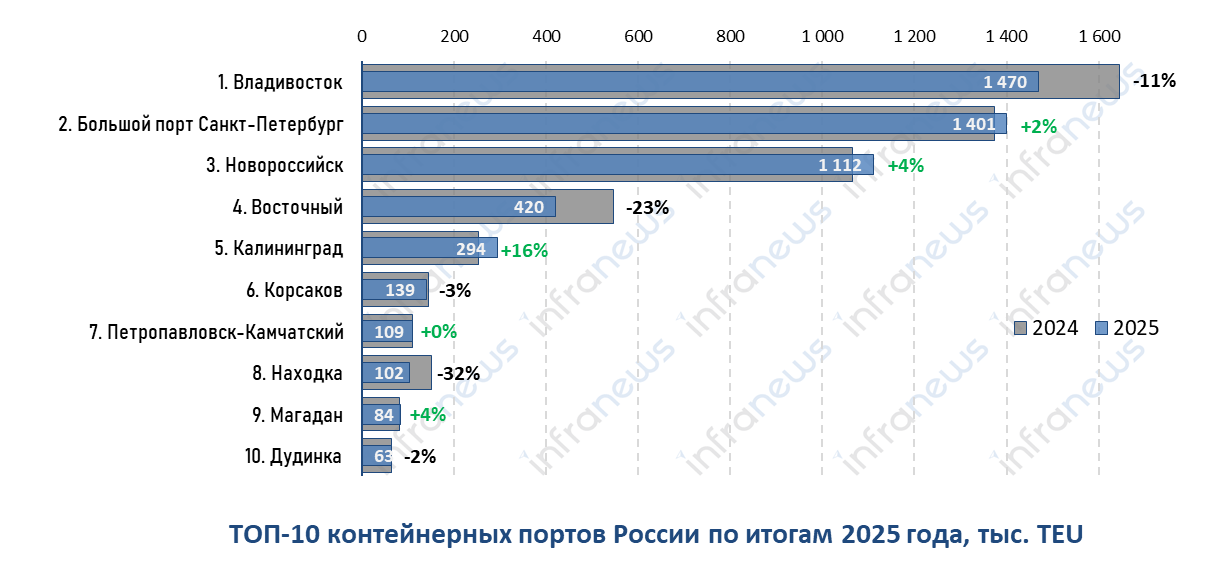 0 200 400 600 800 1 000 1 200 1 400 1 600
1. Владивосток 1 470 -11%
2. Большой порт Санкт-Петербург 1 401 +2%
3. Новороссийск 1 112 +4%
4. Восточный 420 -23%
5. Калининград 294 +16%
6. Корсаков 139 -3%
7. Петропавловск-Камчатский 109 +0%
2024 2025
8. Находка 102 -32%
9. Магадан 84 +4%
10. Дудинка 63 -2%
ТОП-10 контейнерных портов России по итогам 2025 года, тыс. TEU
infranews